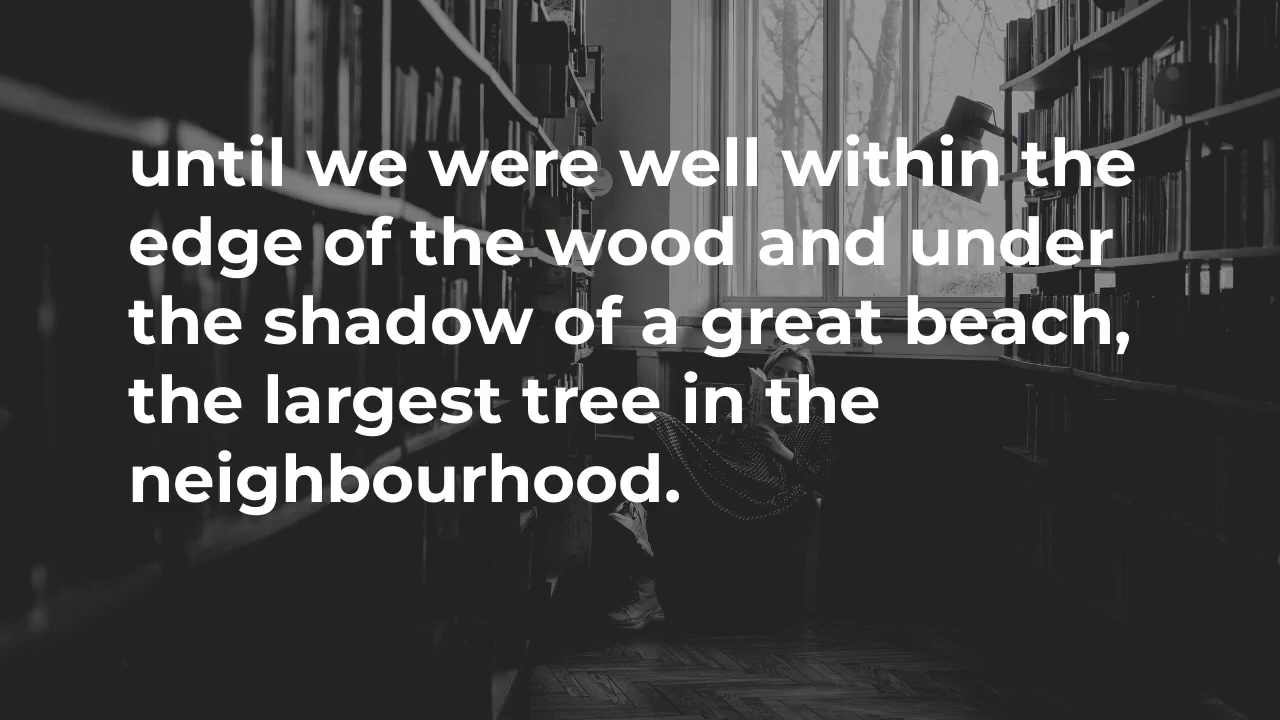 until we were well within the
edge of the wood and under
the shadow of a great beach,
the largest tree in the
neighbourhood.